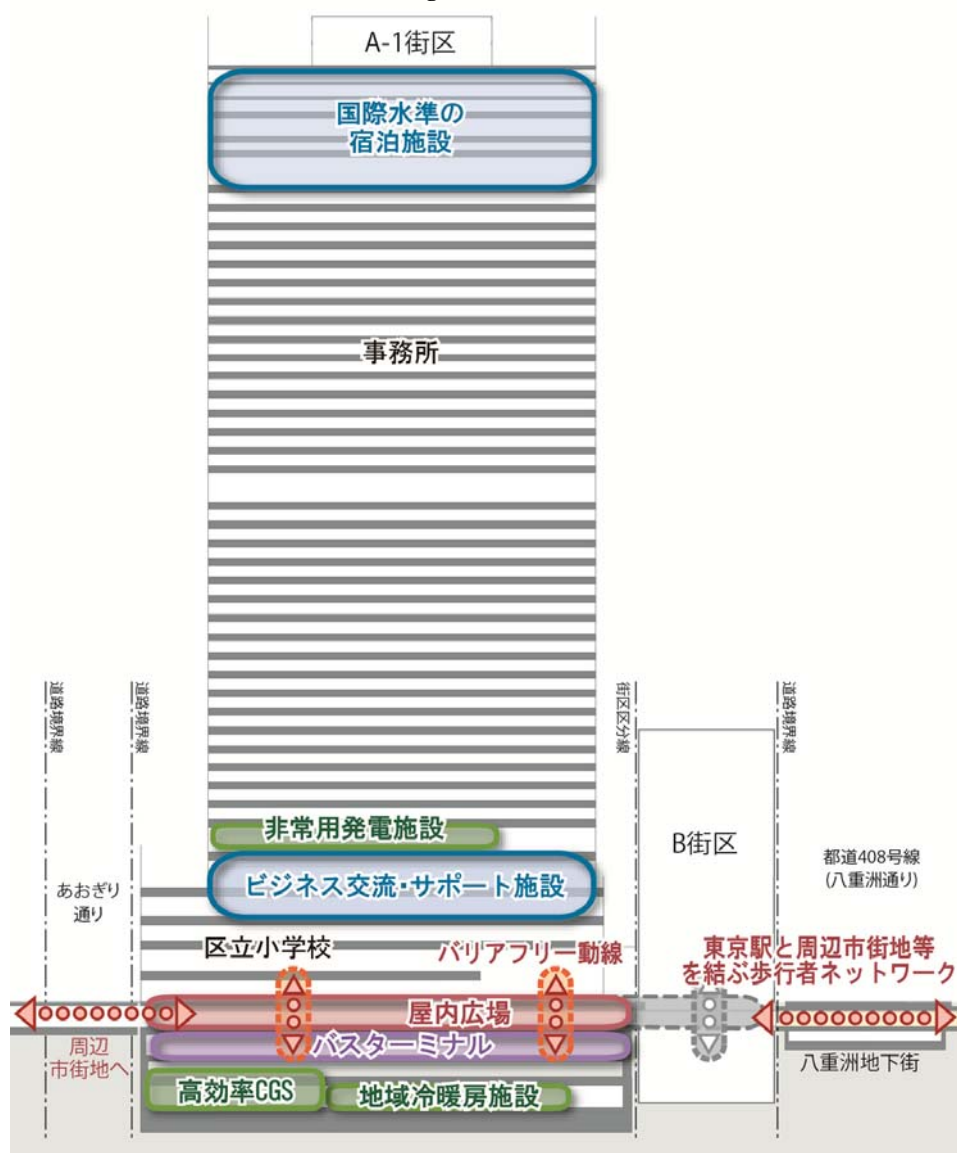 A-1街区
国際水準の
宿泊施設
事務所
道路境界線
道路境界線
街区区分線
道路境界線
非常用発電施設
B街区
ビジネス交流・サポート施設
都道408号線
(八重洲通り)
あおぎり
通り
区立小学校
バリアフリー動線
東京駅と周辺市街地等
を結ぶ歩行者ネットワーク
屋内広場
バスターミナル
周辺
市街地へ
八重洲地下街
高効率CGS
地域冷暖房施設